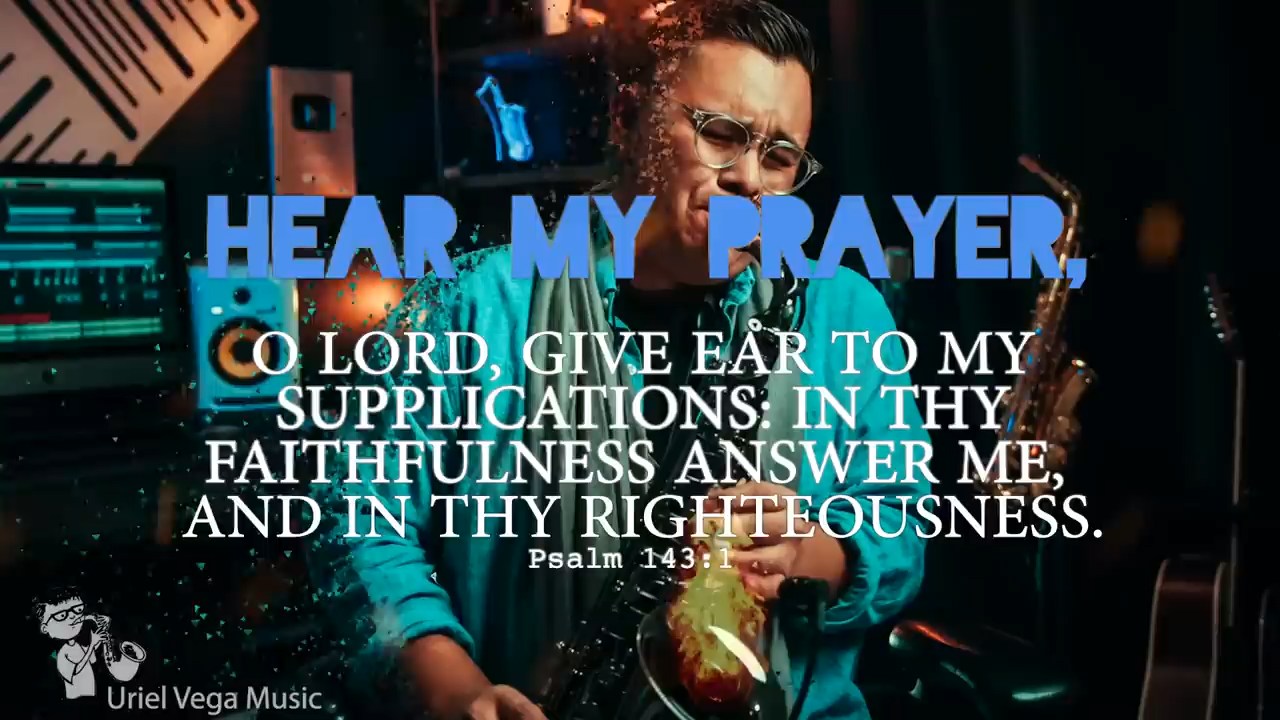 HEAR MY PRAYER,
O LORD, GIVE EAR TO MY
SUPPLICATIONS: IN THY
FAITHFULNESS ANSWER ME,
AND IN THY RIGHTEOUSNESS.
Psalm 143:1
Uriel Vega Music